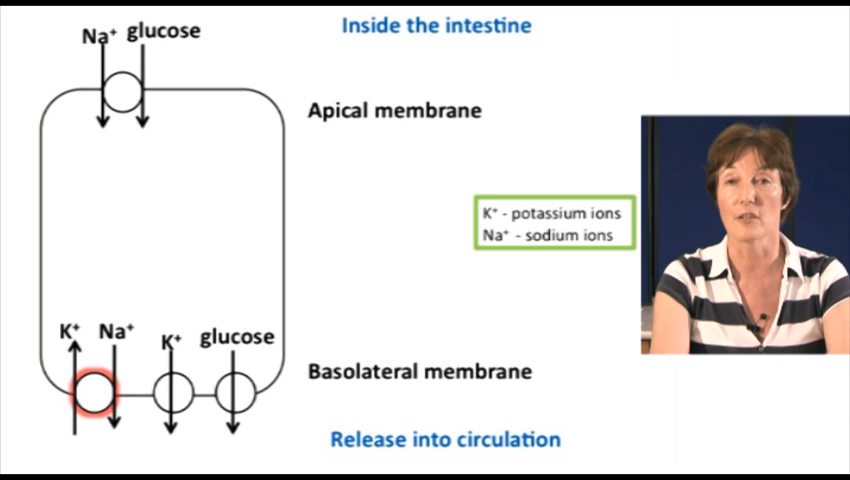 Inside the intestine
Na⁺ glucose
Apical membrane
K⁺ - potassium ions
Na⁺ - sodium ions
K⁺ Na⁺ K⁺ glucose
Basolateral membrane
Release into circulation